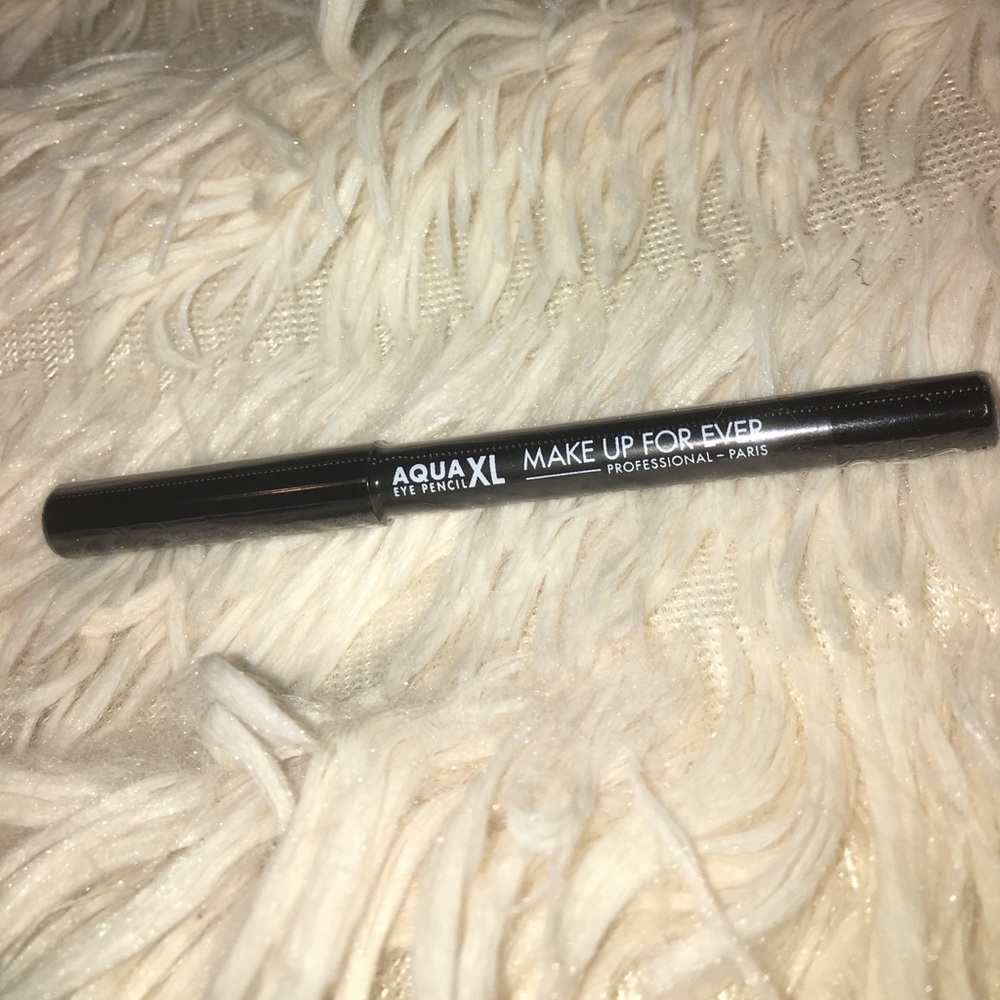 AQUA XL
EYE PENCIL
MAKE UP FOR EVER
PROFESSIONAL – PARIS